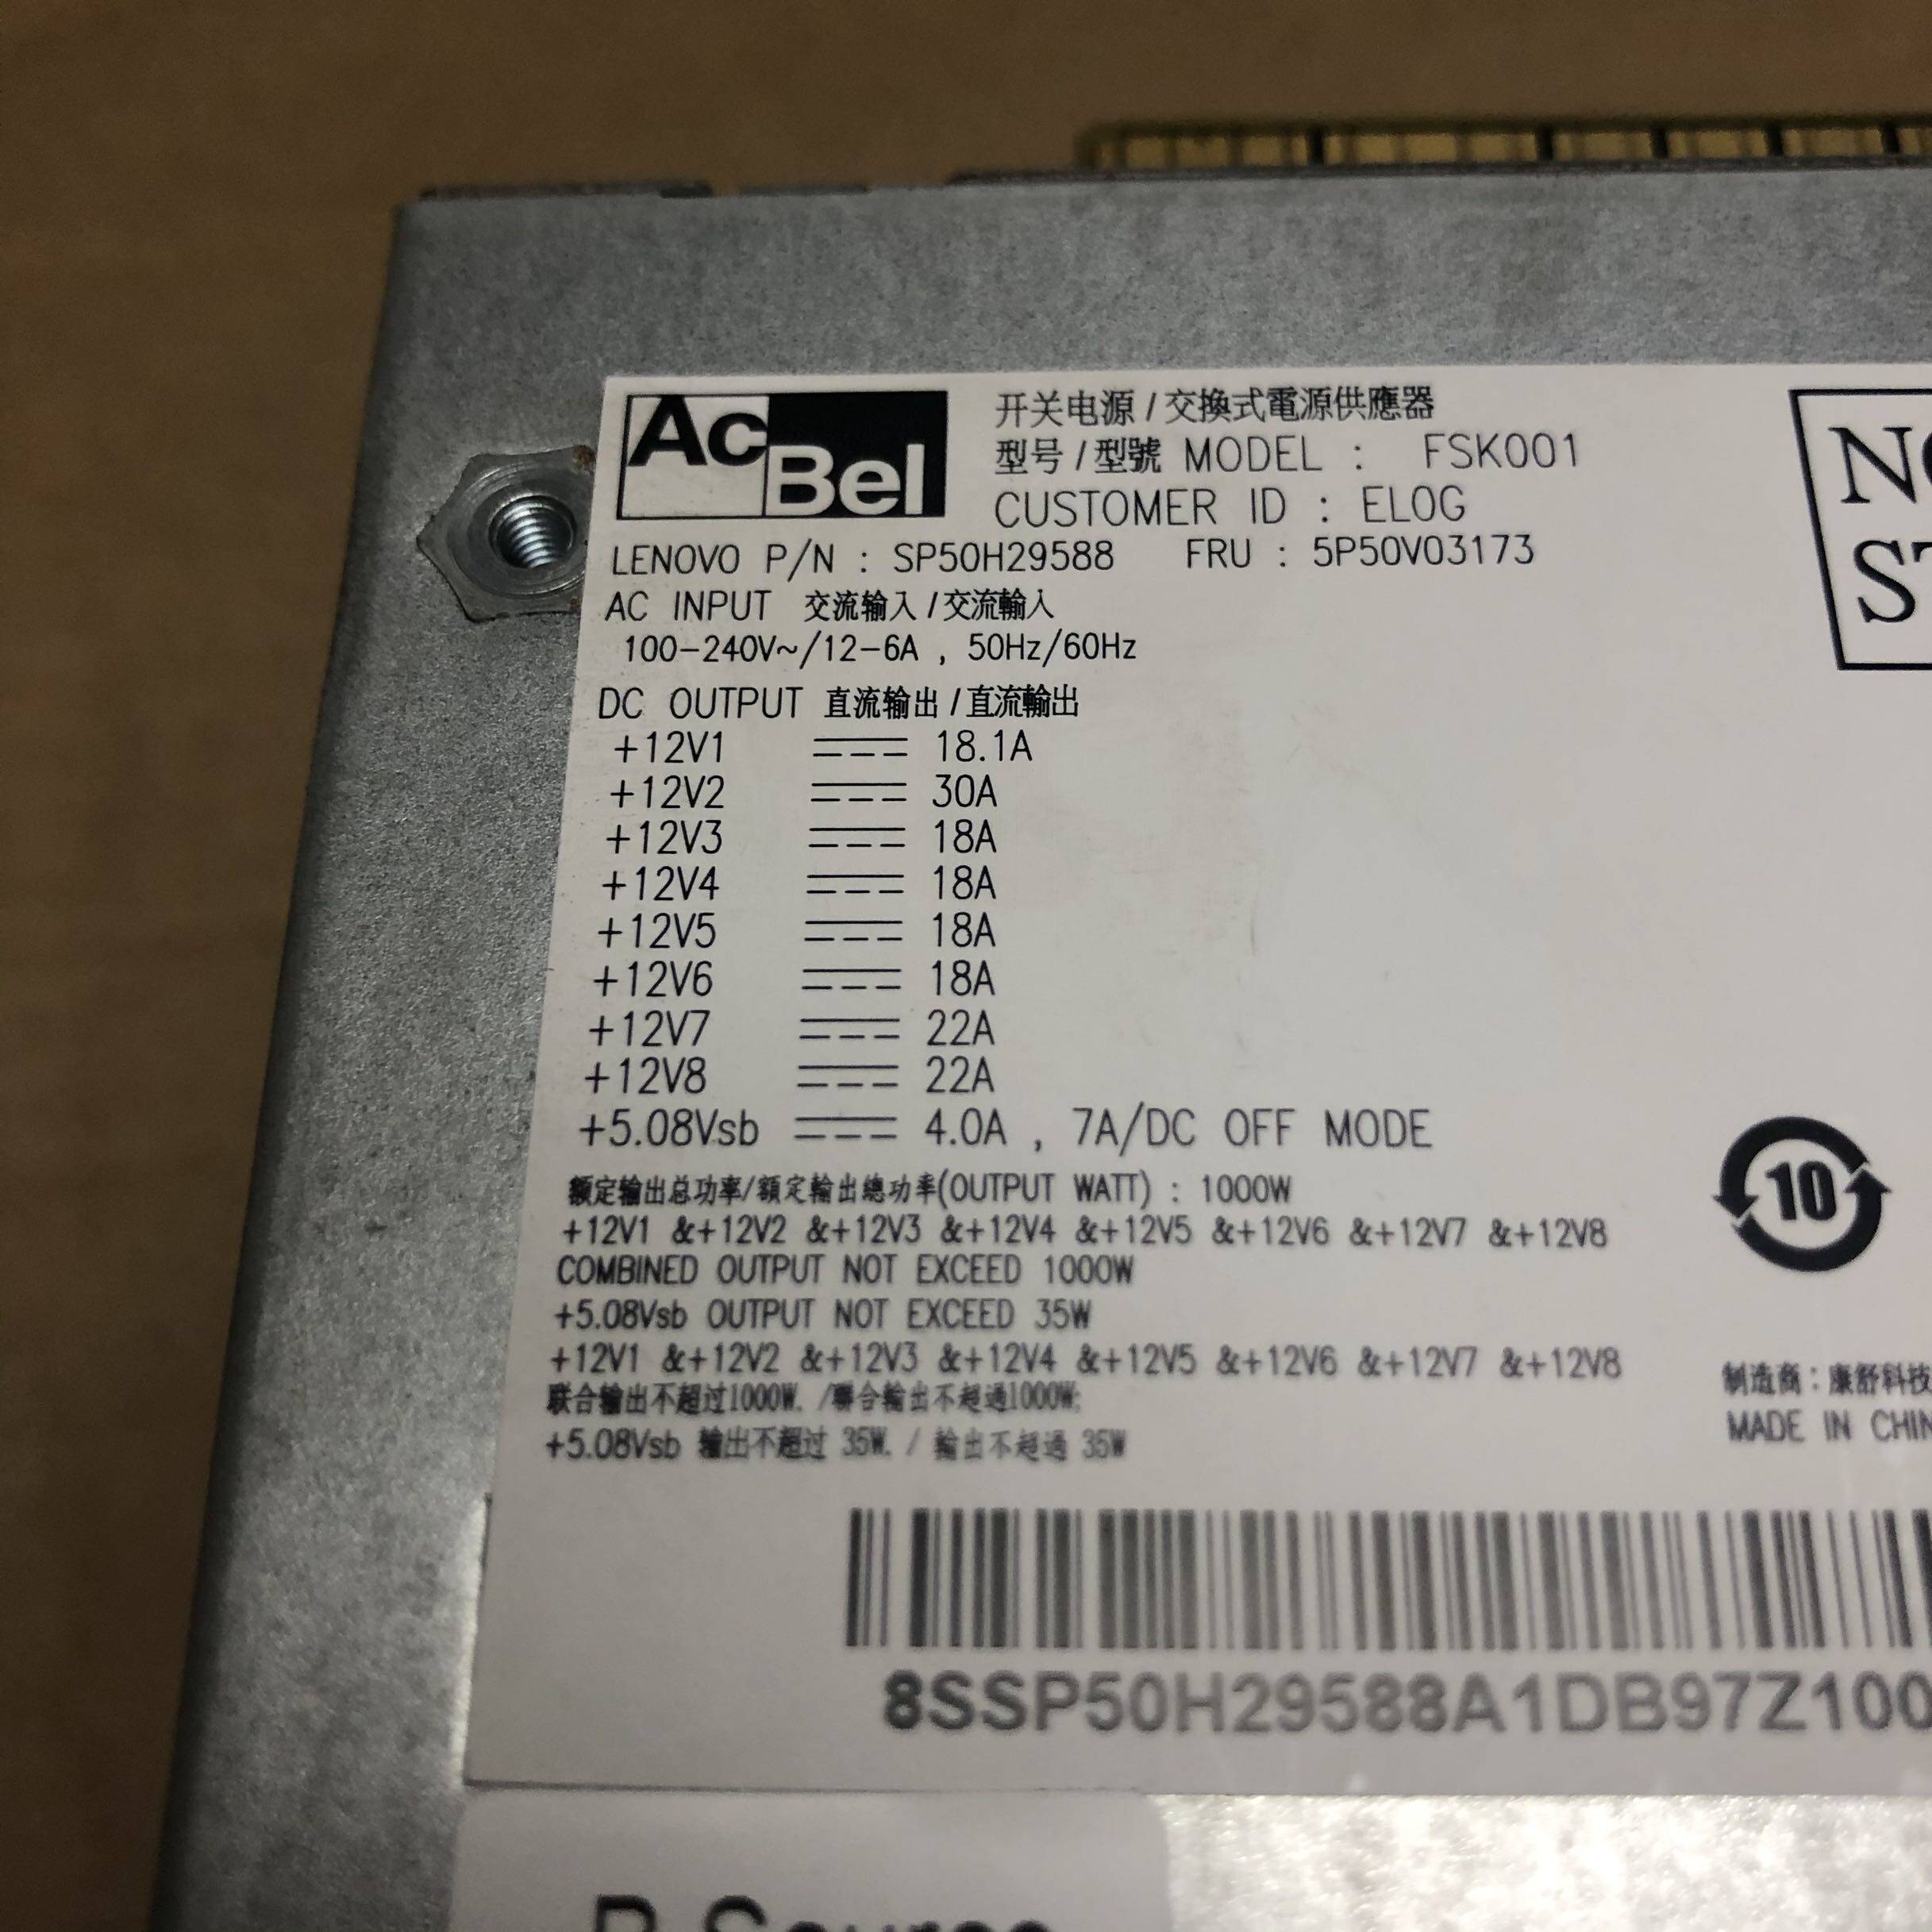 AcBel
开关电源 / 交換式電源供應器
型号 / 型號 MODEL : FSK001
CUSTOMER ID : ELOG
LENOVO P/N : SP50H29588 FRU : 5P50V03173
AC INPUT 交流输入 / 交流輸入
100-240V~/12-6A , 50Hz/60Hz
DC OUTPUT 直流输出 / 直流輸出
+12V1 18.1A
+12V2 30A
+12V3 18A
+12V4 18A
+12V5 18A
+12V6 18A
+12V7 22A
+12V8 22A
+5.08Vsb 4.0A , 7A/DC OFF MODE
额定输出总功率/額定輸出總功率(OUTPUT WATT) : 1000W
+12V1 &+12V2 &+12V3 &+12V4 &+12V5 &+12V6 &+12V7 &+12V8
COMBINED OUTPUT NOT EXCEED 1000W
+5.08Vsb OUTPUT NOT EXCEED 35W
+12V1 &+12V2 &+12V3 &+12V4 &+12V5 &+12V6 &+12V7 &+12V8
联合输出不超过1000W. /聯合輸出不超過1000W;
+5.08Vsb 输出不超过 35W. / 輸出不超過 35W
10
制造商 : 康舒科技
MADE IN CHIN
8SSP50H29588A1DB97Z100